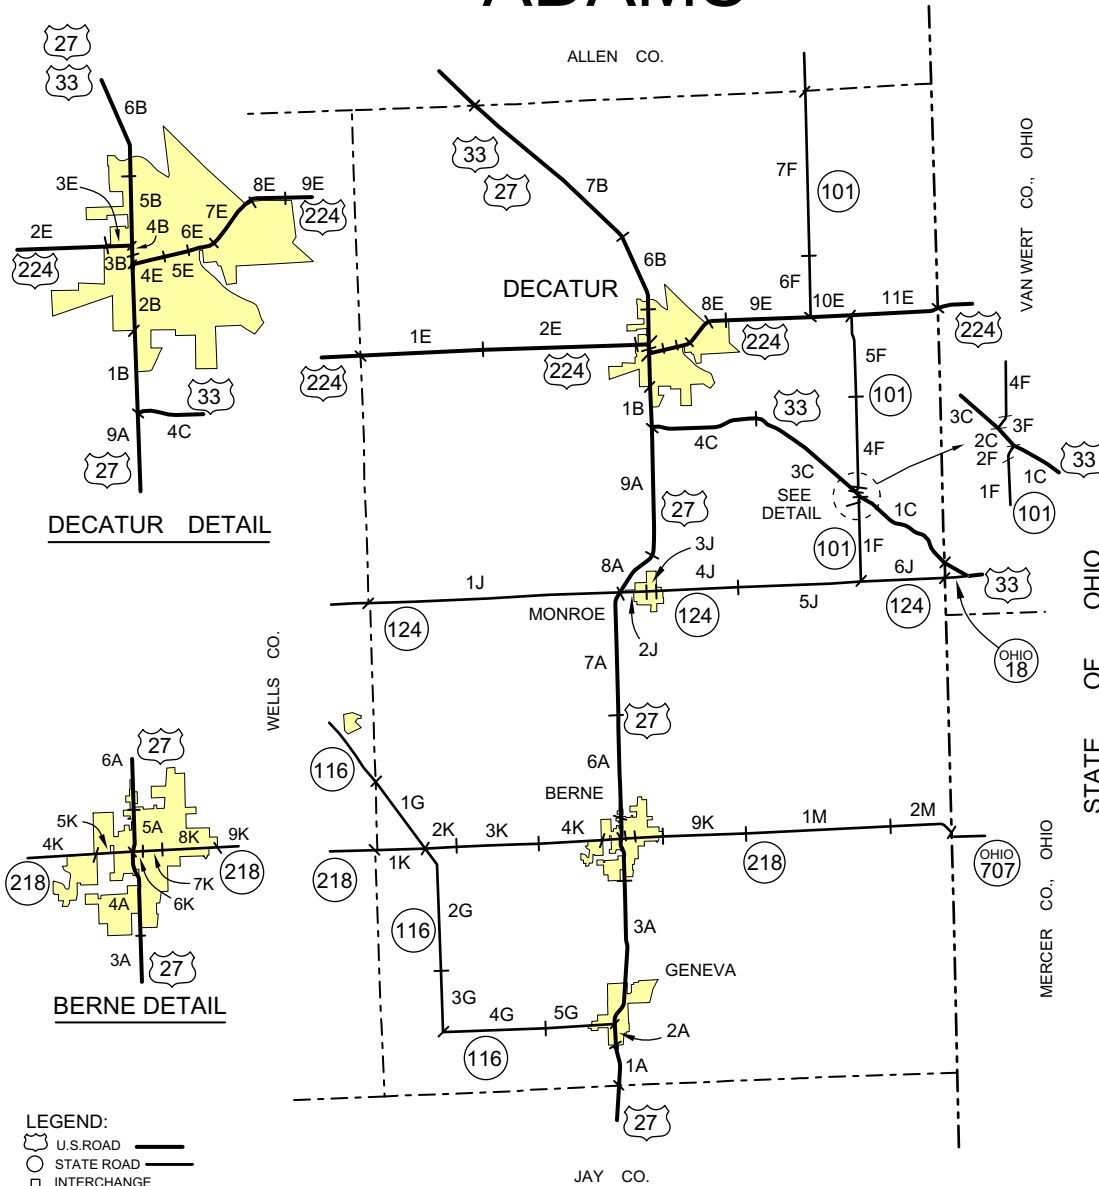 ADAMS
ALLEN CO.
27
33
6B
3E
5B
4B
2E
224
3B
4E
5E
6E
7E
8E
9E
224
2B
1B
33
4C
9A
27
DECATUR DETAIL
33
27
7B
6B
DECATUR
7F
101
6F
8E
9E
10E
11E
224
224
1E
2E
224
224
1B
33
4C
5F
101
4F
3C
SEE
DETAIL
1C
101
1F
4F
3C
3F
2C
2F
1F
1C
33
101
VAN WERT CO., OHIO
9A
27
8A
3J
4J
1J
124
MONROE
2J
124
5J
6J
124
33
OHIO
18
STATE OF OHIO
WELLS CO.
7A
27
6A
BERNE
116
1G
2K
3K
4K
1K
218
9K
1M
2M
218
OHIO
707
MERCER CO., OHIO
2G
116
3G
4G
5G
116
3A
GENEVA
2A
1A
27
JAY CO.
6A
27
5K
4K
5A
8K
9K
218
218
7K
6K
4A
3A
27
BERNE DETAIL
LEGEND:
U.S.ROAD
STATE ROAD
INTERCHANGE